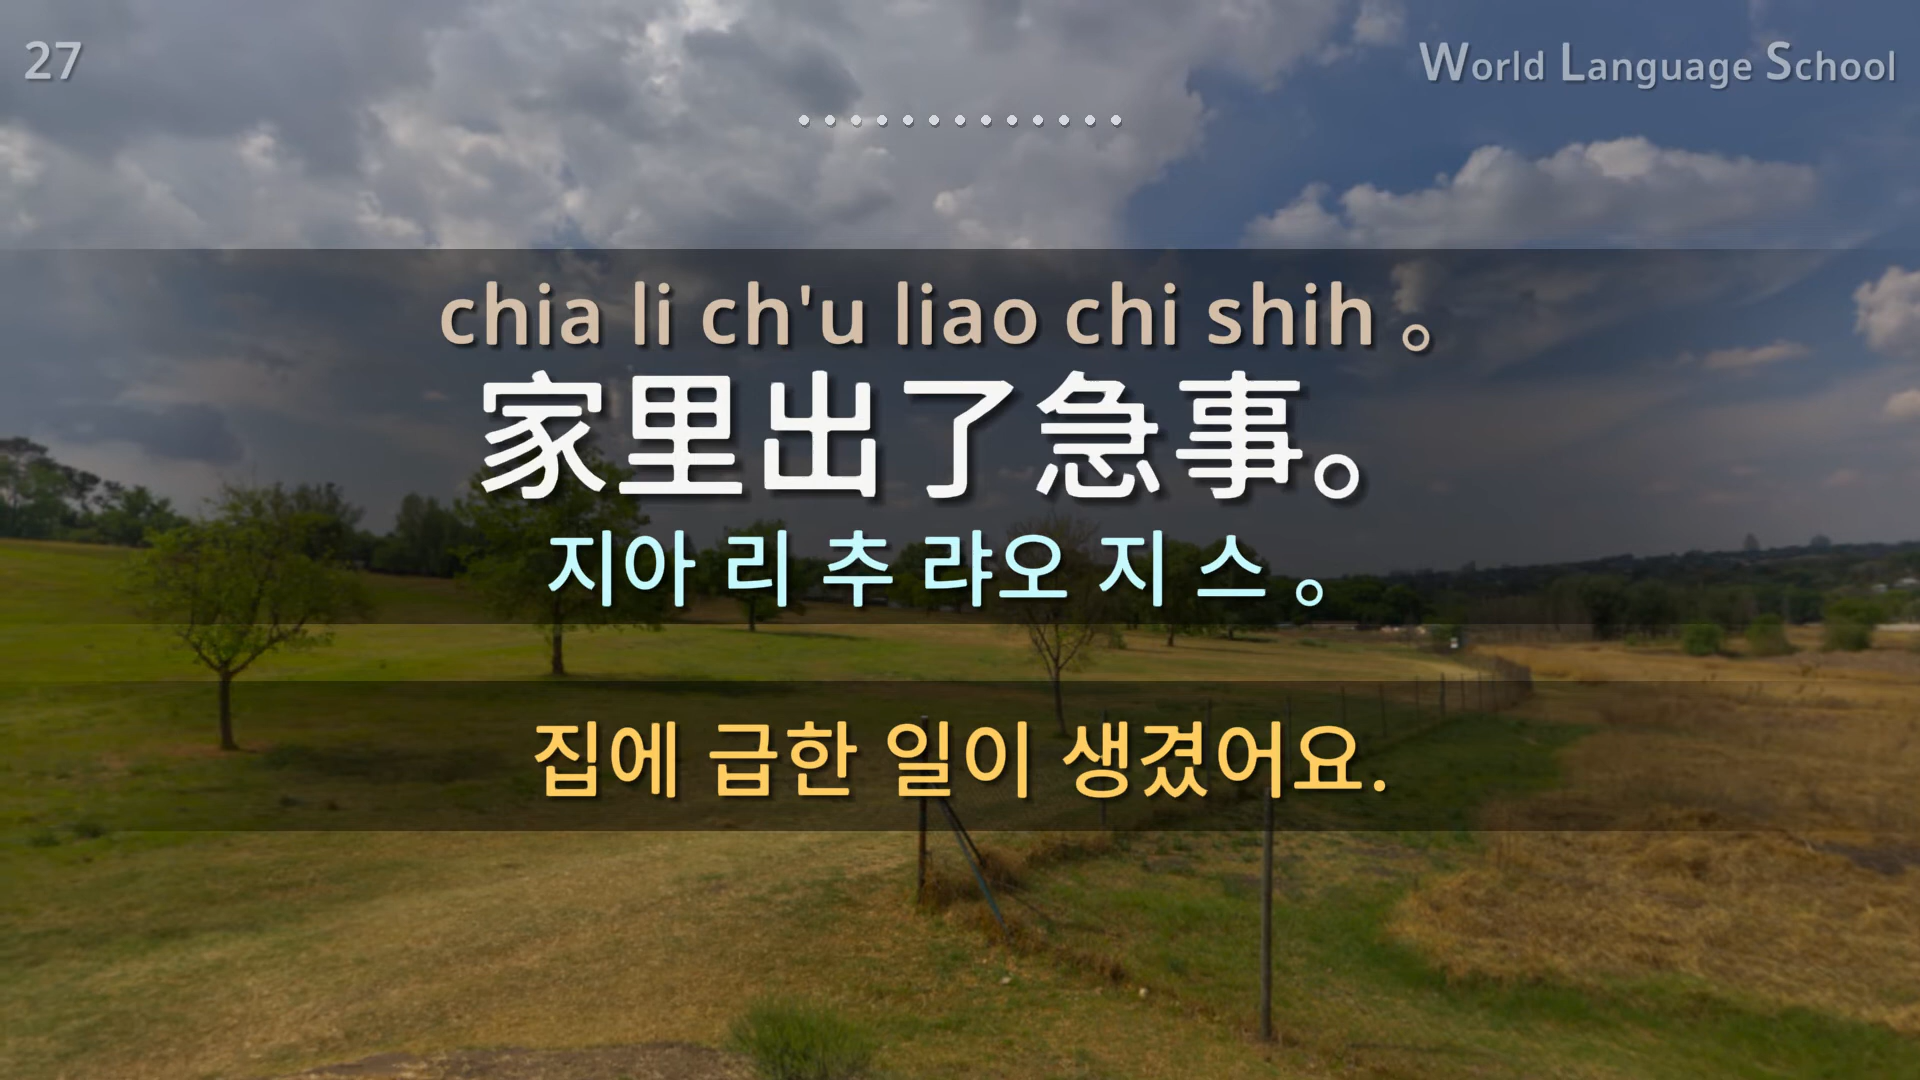 27
World Language School
chia li ch'u liao chi shih 。
家里出了急事。
지아 리 추 랴오 지 스 。
집에 급한 일이 생겼어요.